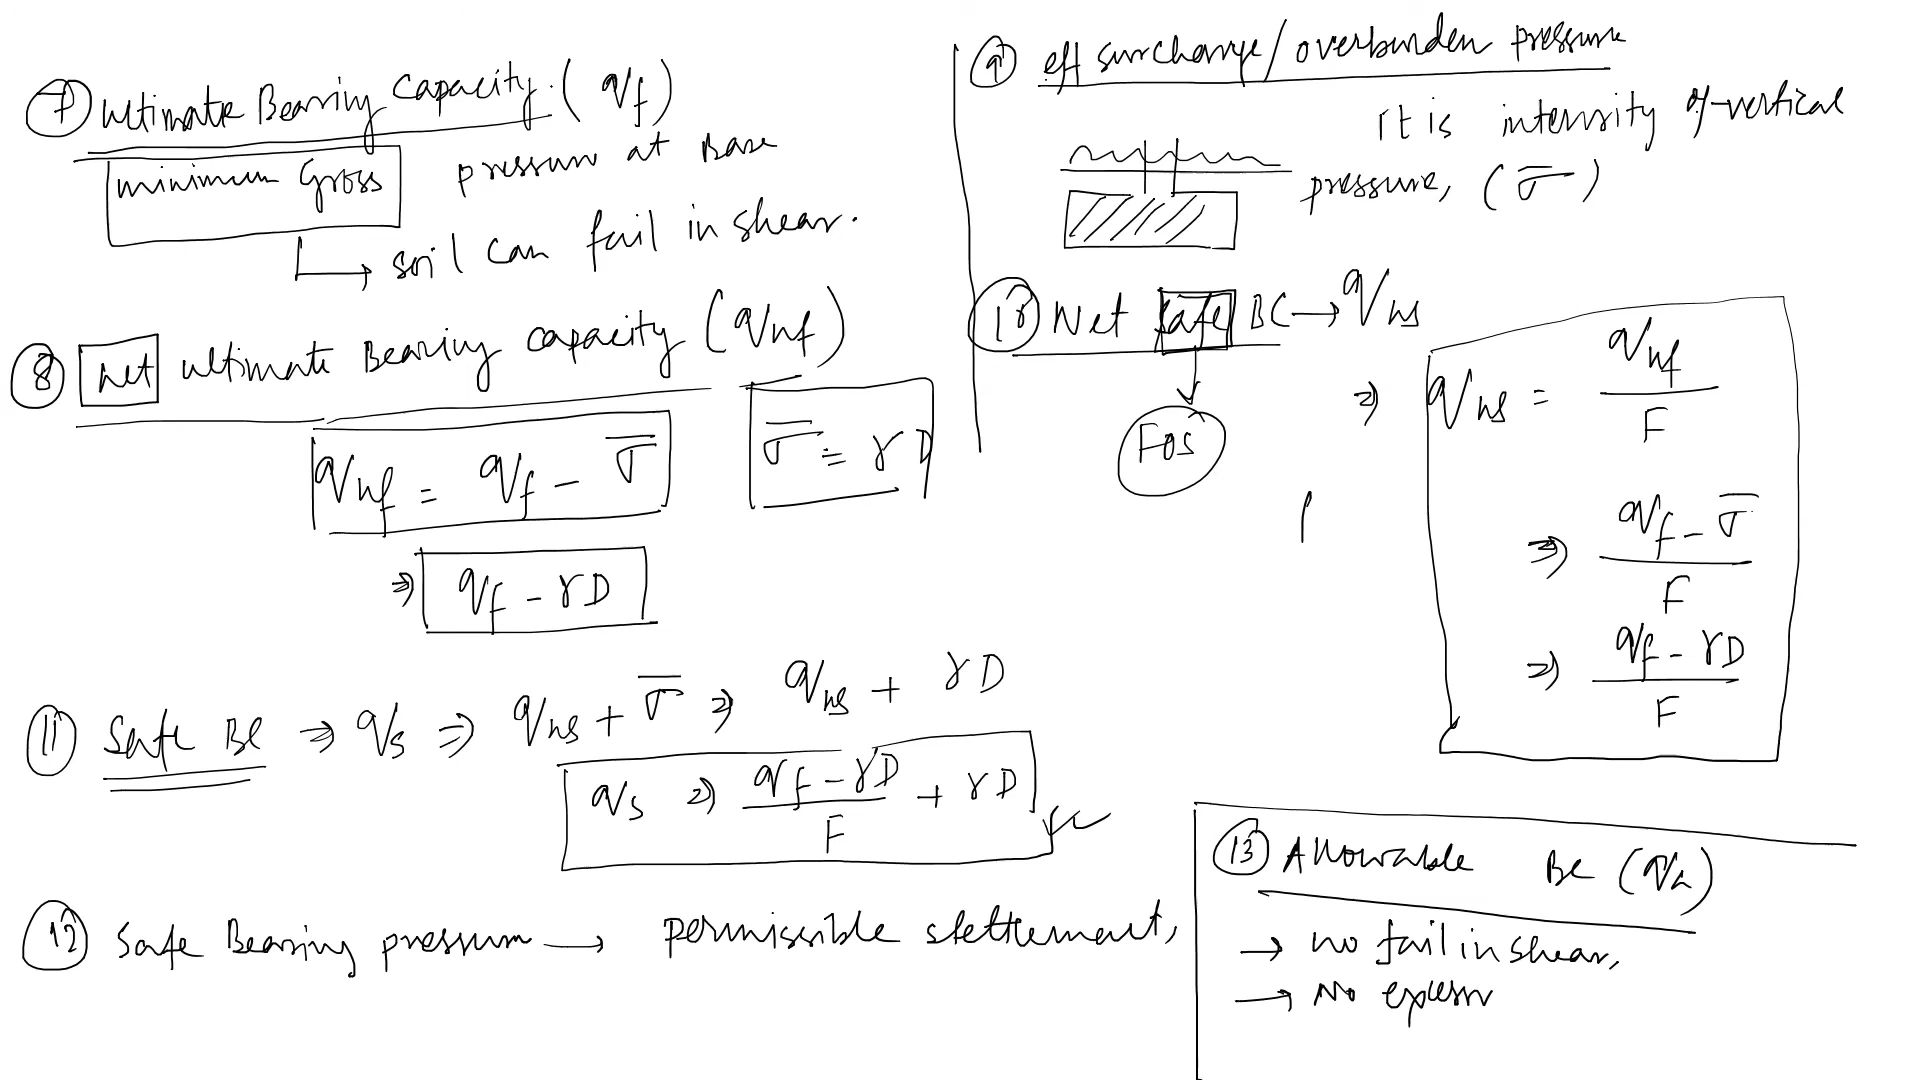 ⑦ ultimate Bearing capacity. (qf)
minimum Gross pressure at Base
↳ soil can fail in shear.
⑧ net ultimate Bearing capacity (qnf)
qnf = qf - σ̅
σ̅ = γD
⇒ qf - γD
⑨ eff surcharge/overburden pressure
It is intensity of vertical
pressure, (σ̅)
⑩ Net safe BC → qns
FOS
⇒ qns = qnf / F
⇒ (qf - σ̅) / F
⇒ (qf - γD) / F
⑪ Safe BC ⇒ qs ⇒ qns + σ̅ ⇒ qns + γD
qs ⇒ (qf - γD) / F + γD
⑫ Safe Bearing pressure → permissible stettlement,
⑬ Allowable BC (qa)
→ no fail in shear,
→ No